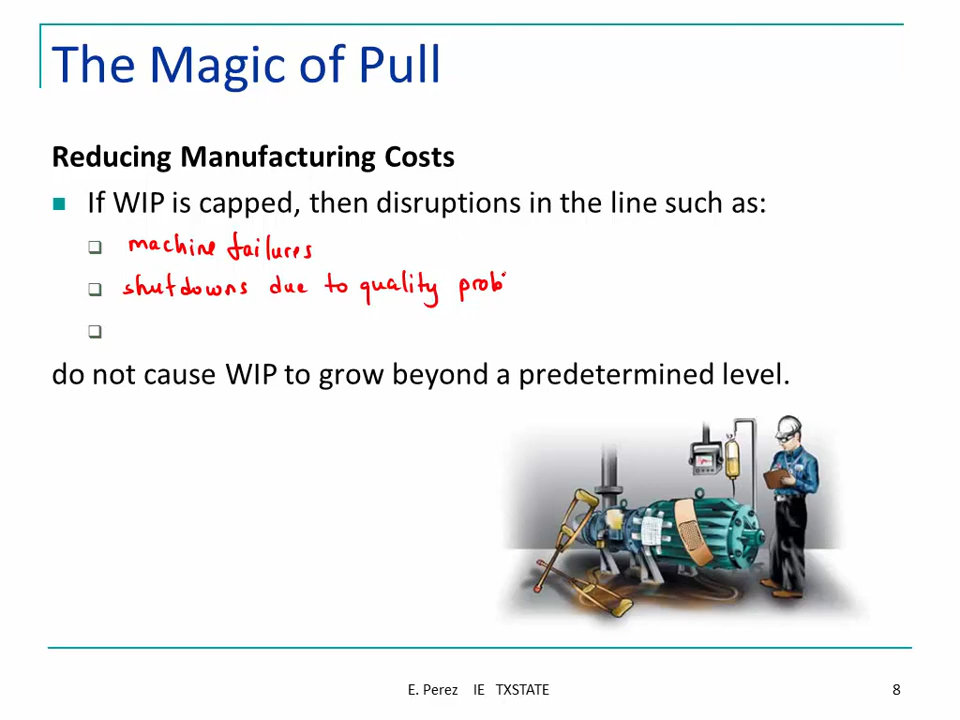 The Magic of Pull
Reducing Manufacturing Costs
If WIP is capped, then disruptions in the line such as:
machine failures
shutdowns due to quality prob
do not cause WIP to grow beyond a predetermined level.
E. Perez IE TXSTATE 8